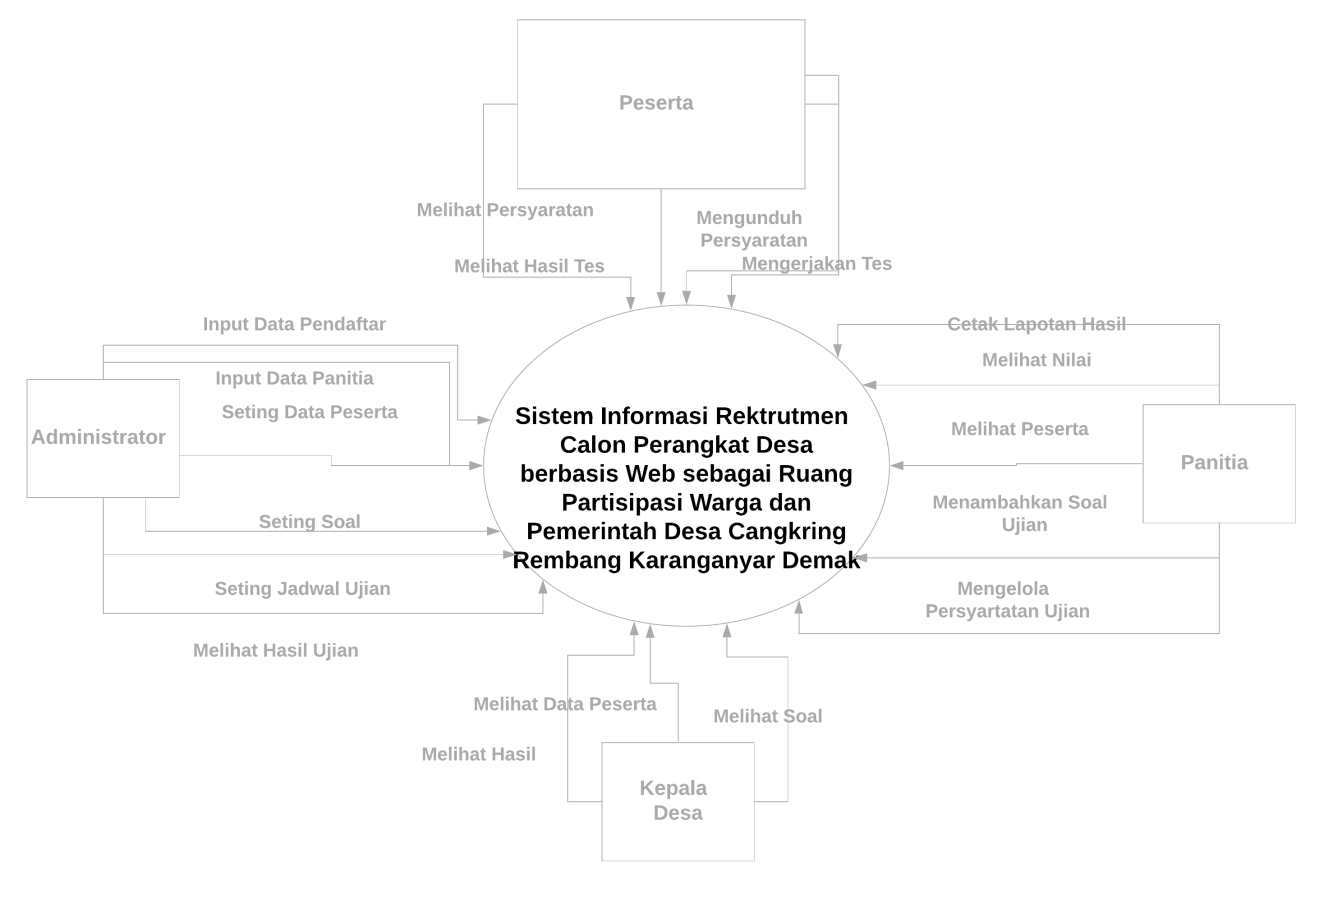 Peserta
Melihat Persyaratan
Mengunduh
Persyaratan
Melihat Hasil Tes
Mengerjakan Tes
Input Data Pendaftar
Input Data Panitia
Seting Data Peserta
Administrator
Seting Soal
Seting Jadwal Ujian
Melihat Hasil Ujian
Sistem Informasi Rektrutmen
Calon Perangkat Desa
berbasis Web sebagai Ruang
Partisipasi Warga dan
Pemerintah Desa Cangkring
Rembang Karanganyar Demak
Cetak Lapotan Hasil
Melihat Nilai
Melihat Peserta
Panitia
Menambahkan Soal
Ujian
Mengelola
Persyartatan Ujian
Melihat Data Peserta
Melihat Soal
Melihat Hasil
Kepala
Desa